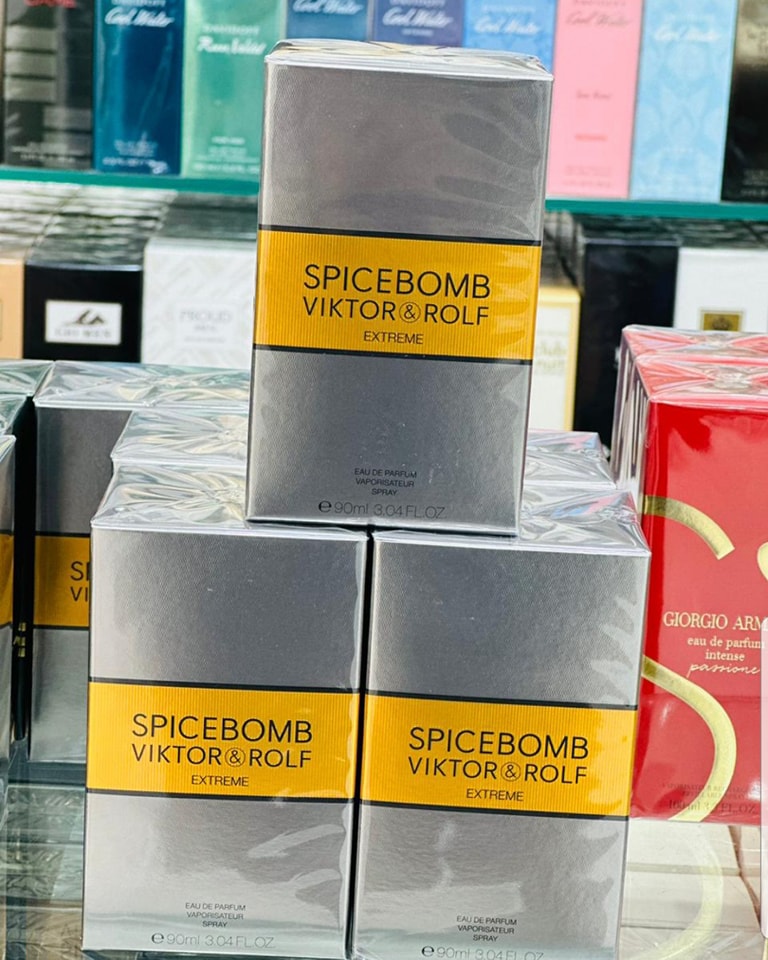 Cool Water
Cool Water
Cool Water
Cool Water
Cool Water
PROUD
SPICEBOMB
VIKTOR&ROLF
EXTREME
EAU DE PARFUM
VAPORISATEUR
SPRAY
e 90ml 3.04 FL.OZ.
SPICEBOMB
VIKTOR&ROLF
EXTREME
EAU DE PARFUM
VAPORISATEUR
SPRAY
e 90ml 3.04 FL.OZ.
SPICEBOMB
VIKTOR&ROLF
EXTREME
EAU DE PARFUM
VAPORISATEUR
SPRAY
e 90ml 3.04 FL.OZ.
GIORGIO ARM
eau de parfum
intense
passione